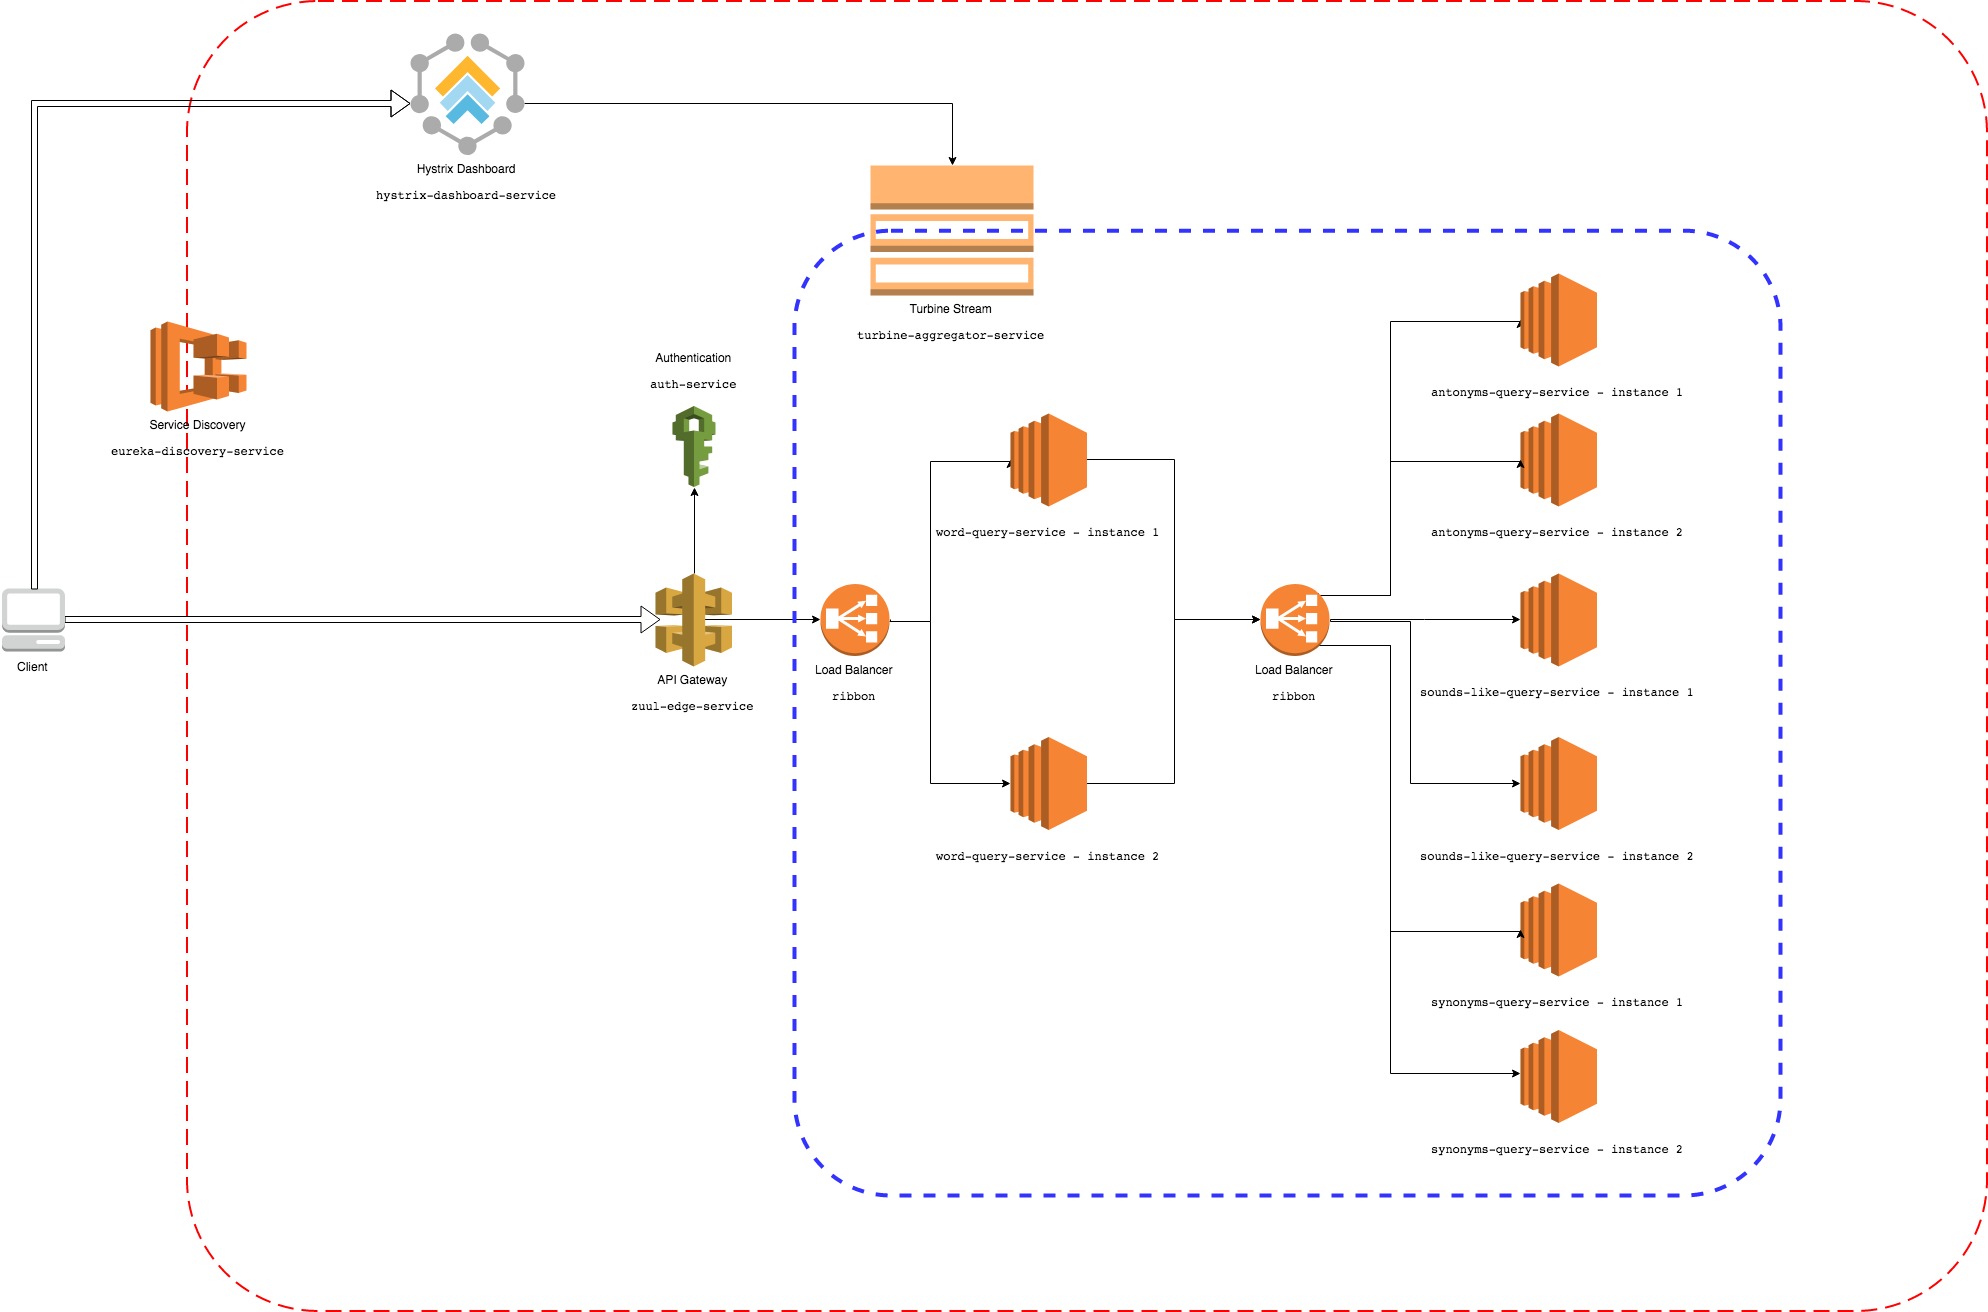 Hystrix Dashboard
hystrix-dashboard-service
Turbine Stream
turbine-aggregator-service
Authentication
auth-service
Service Discovery
eureka-discovery-service
Client
API Gateway
zuul-edge-service
Load Balancer
ribbon
word-query-service - instance 1
word-query-service - instance 2
Load Balancer
ribbon
antonyms-query-service - instance 1
antonyms-query-service - instance 2
sounds-like-query-service - instance 1
sounds-like-query-service - instance 2
synonyms-query-service - instance 1
synonyms-query-service - instance 2